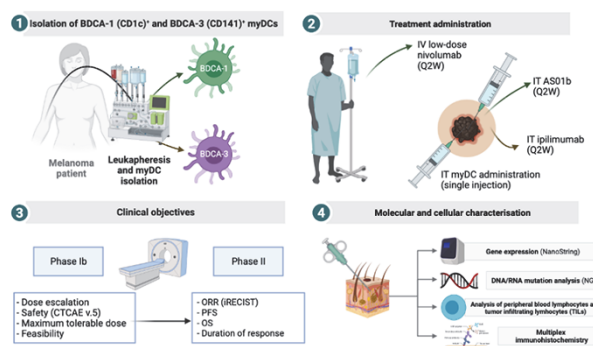 1 Isolation of BDCA-1 (CD1c)+ and BDCA-3 (CD141)+ myDCs
BDCA-1
BDCA-3
Melanoma
patient
Leukapheresis
and myDC
isolation
2 Treatment administration
IV low-dose
nivolumab
(Q2W)
IT AS01b
(Q2W)
IT ipilimumab
(Q2W)
IT myDC administration
(single injection)
3 Clinical objectives
Phase Ib
Phase II
- Dose escalation
- Safety (CTCAE v.5)
- Maximum tolerable dose
- Feasibility
- ORR (iRECIST)
- PFS
- OS
- Duration of response
4 Molecular and cellular characterisation
Gene expression (NanoString)
DNA/RNA mutation analysis (NG
Analysis of peripheral blood lymphocytes a
tumor infiltrating lymhocytes (TILs)
Multiplex
immunohistochemistry